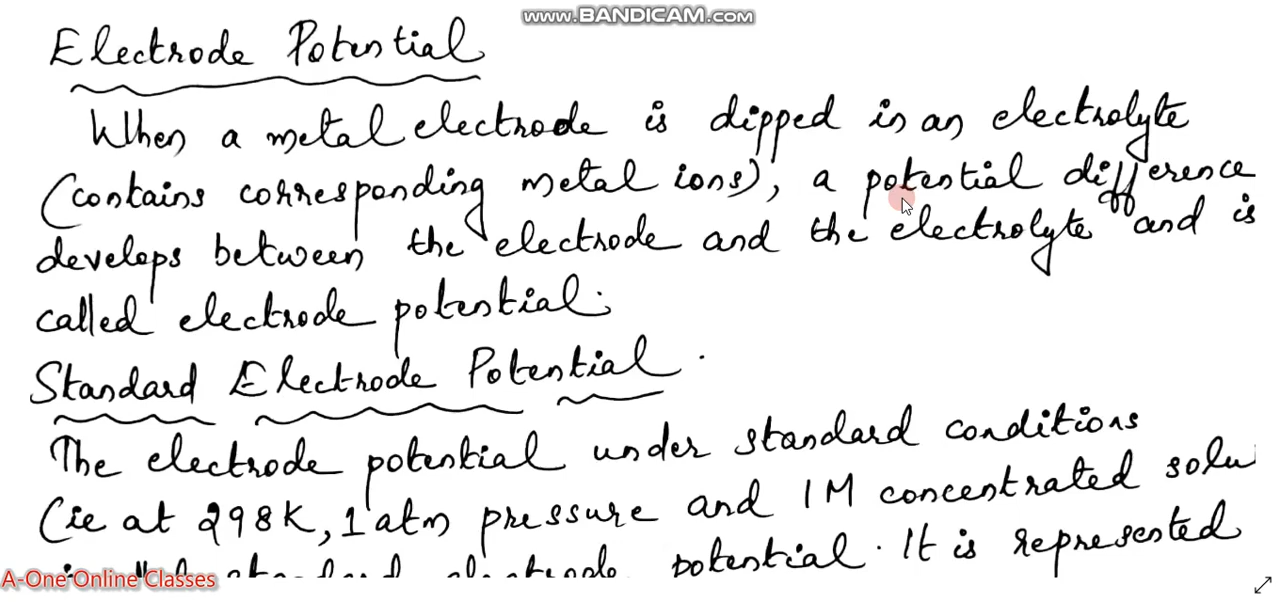 www.BANDICAM.com
Electrode Potential
When a metal electrode is dipped in an electrolyte
(contains corresponding metal ions), a potential difference
develops between the electrode and the electrolyte and is
called electrode potential.
Standard Electrode Potential.
The electrode potential under standard conditions
(ie at 298K, 1 atm pressure and 1M concentrated solu
standard electrode potential. It is represented
A-One Online Classes